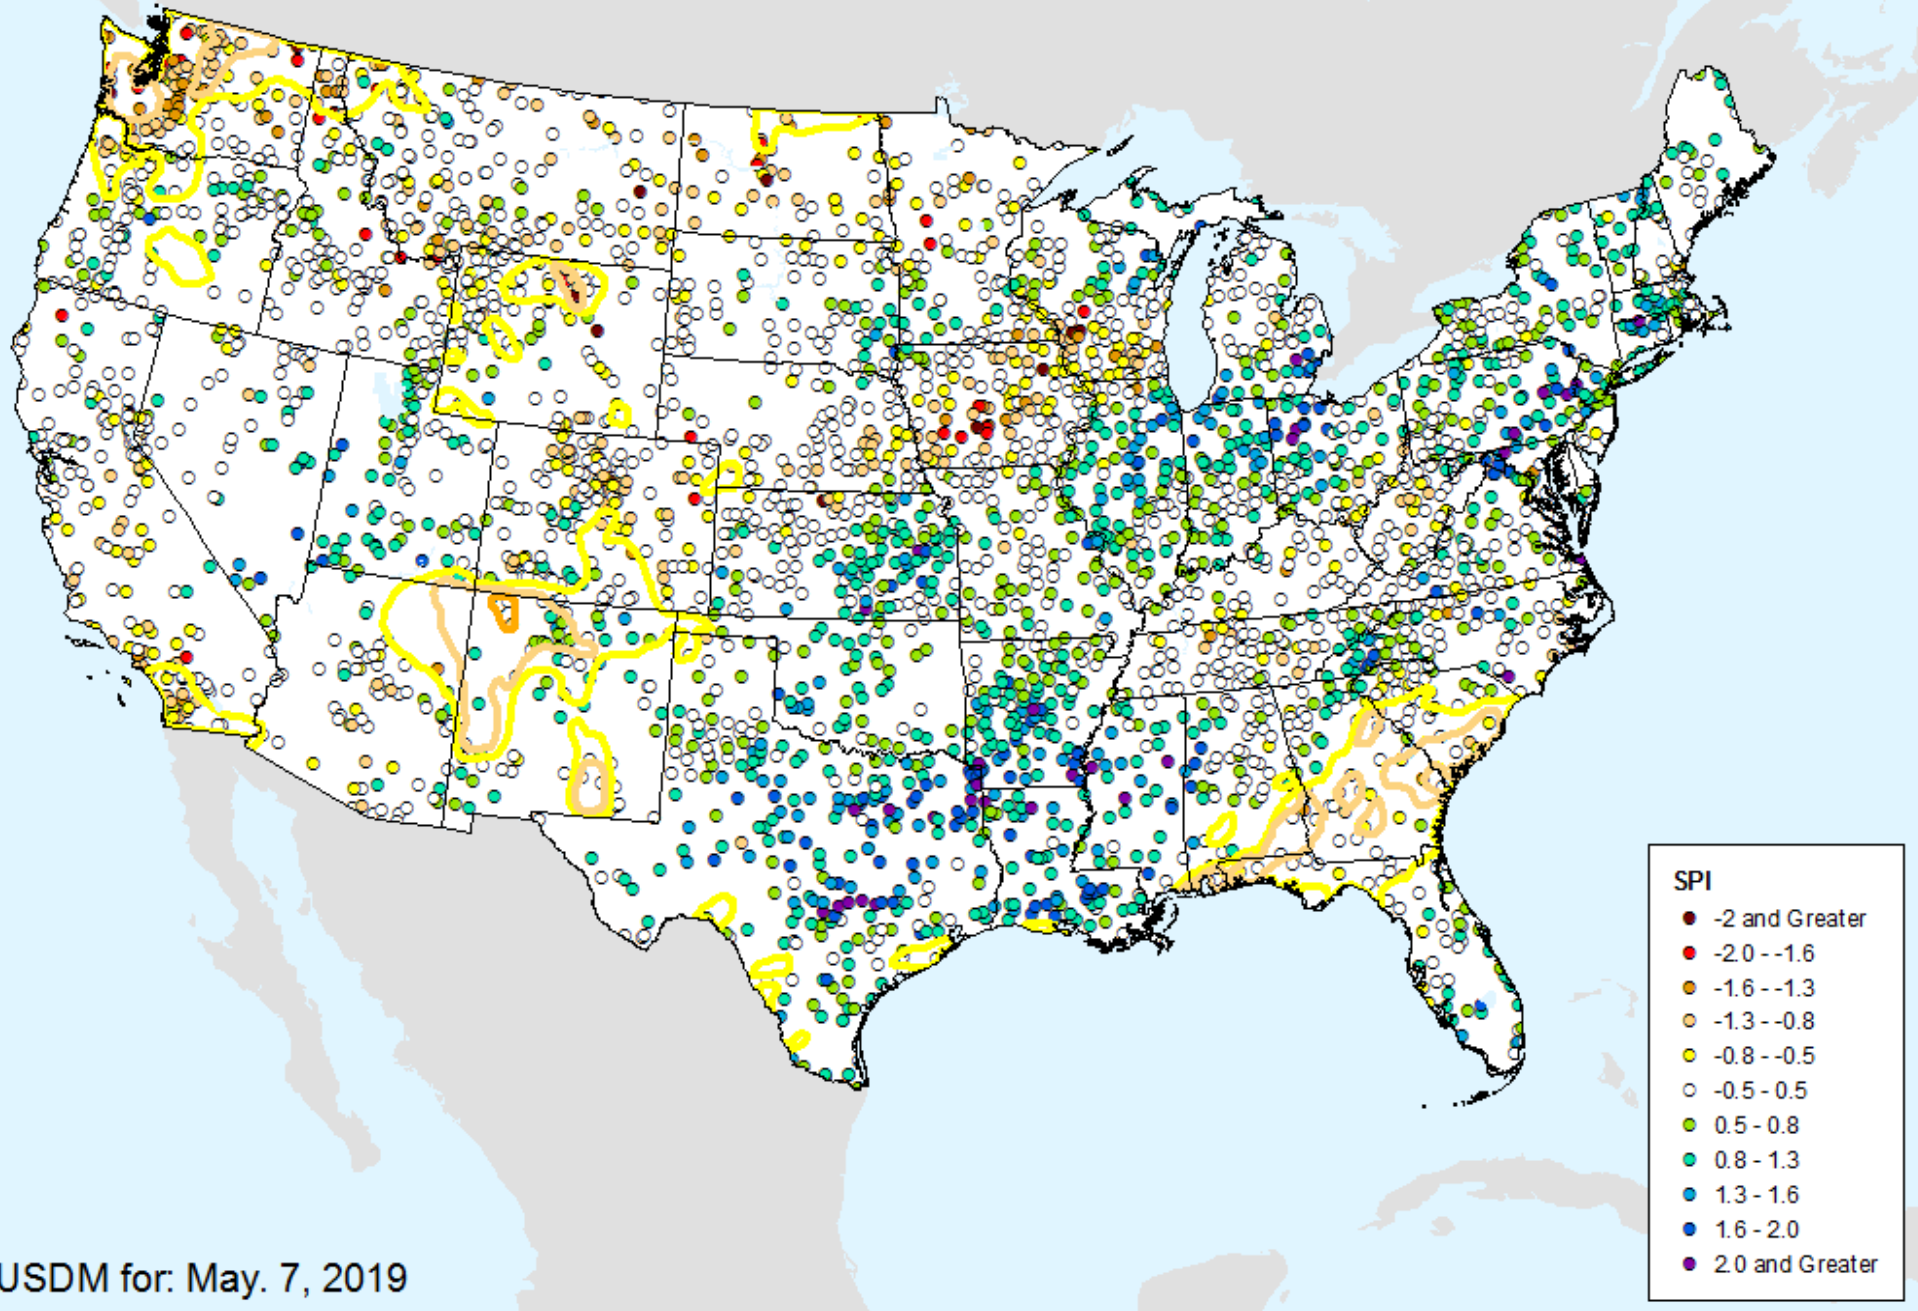 SPI
-2 and Greater
-2.0 - -1.6
-1.6 - -1.3
-1.3 - -0.8
-0.8 - -0.5
-0.5 - 0.5
0.5 - 0.8
0.8 - 1.3
1.3 - 1.6
1.6 - 2.0
2.0 and Greater
USDM for: May. 7, 2019